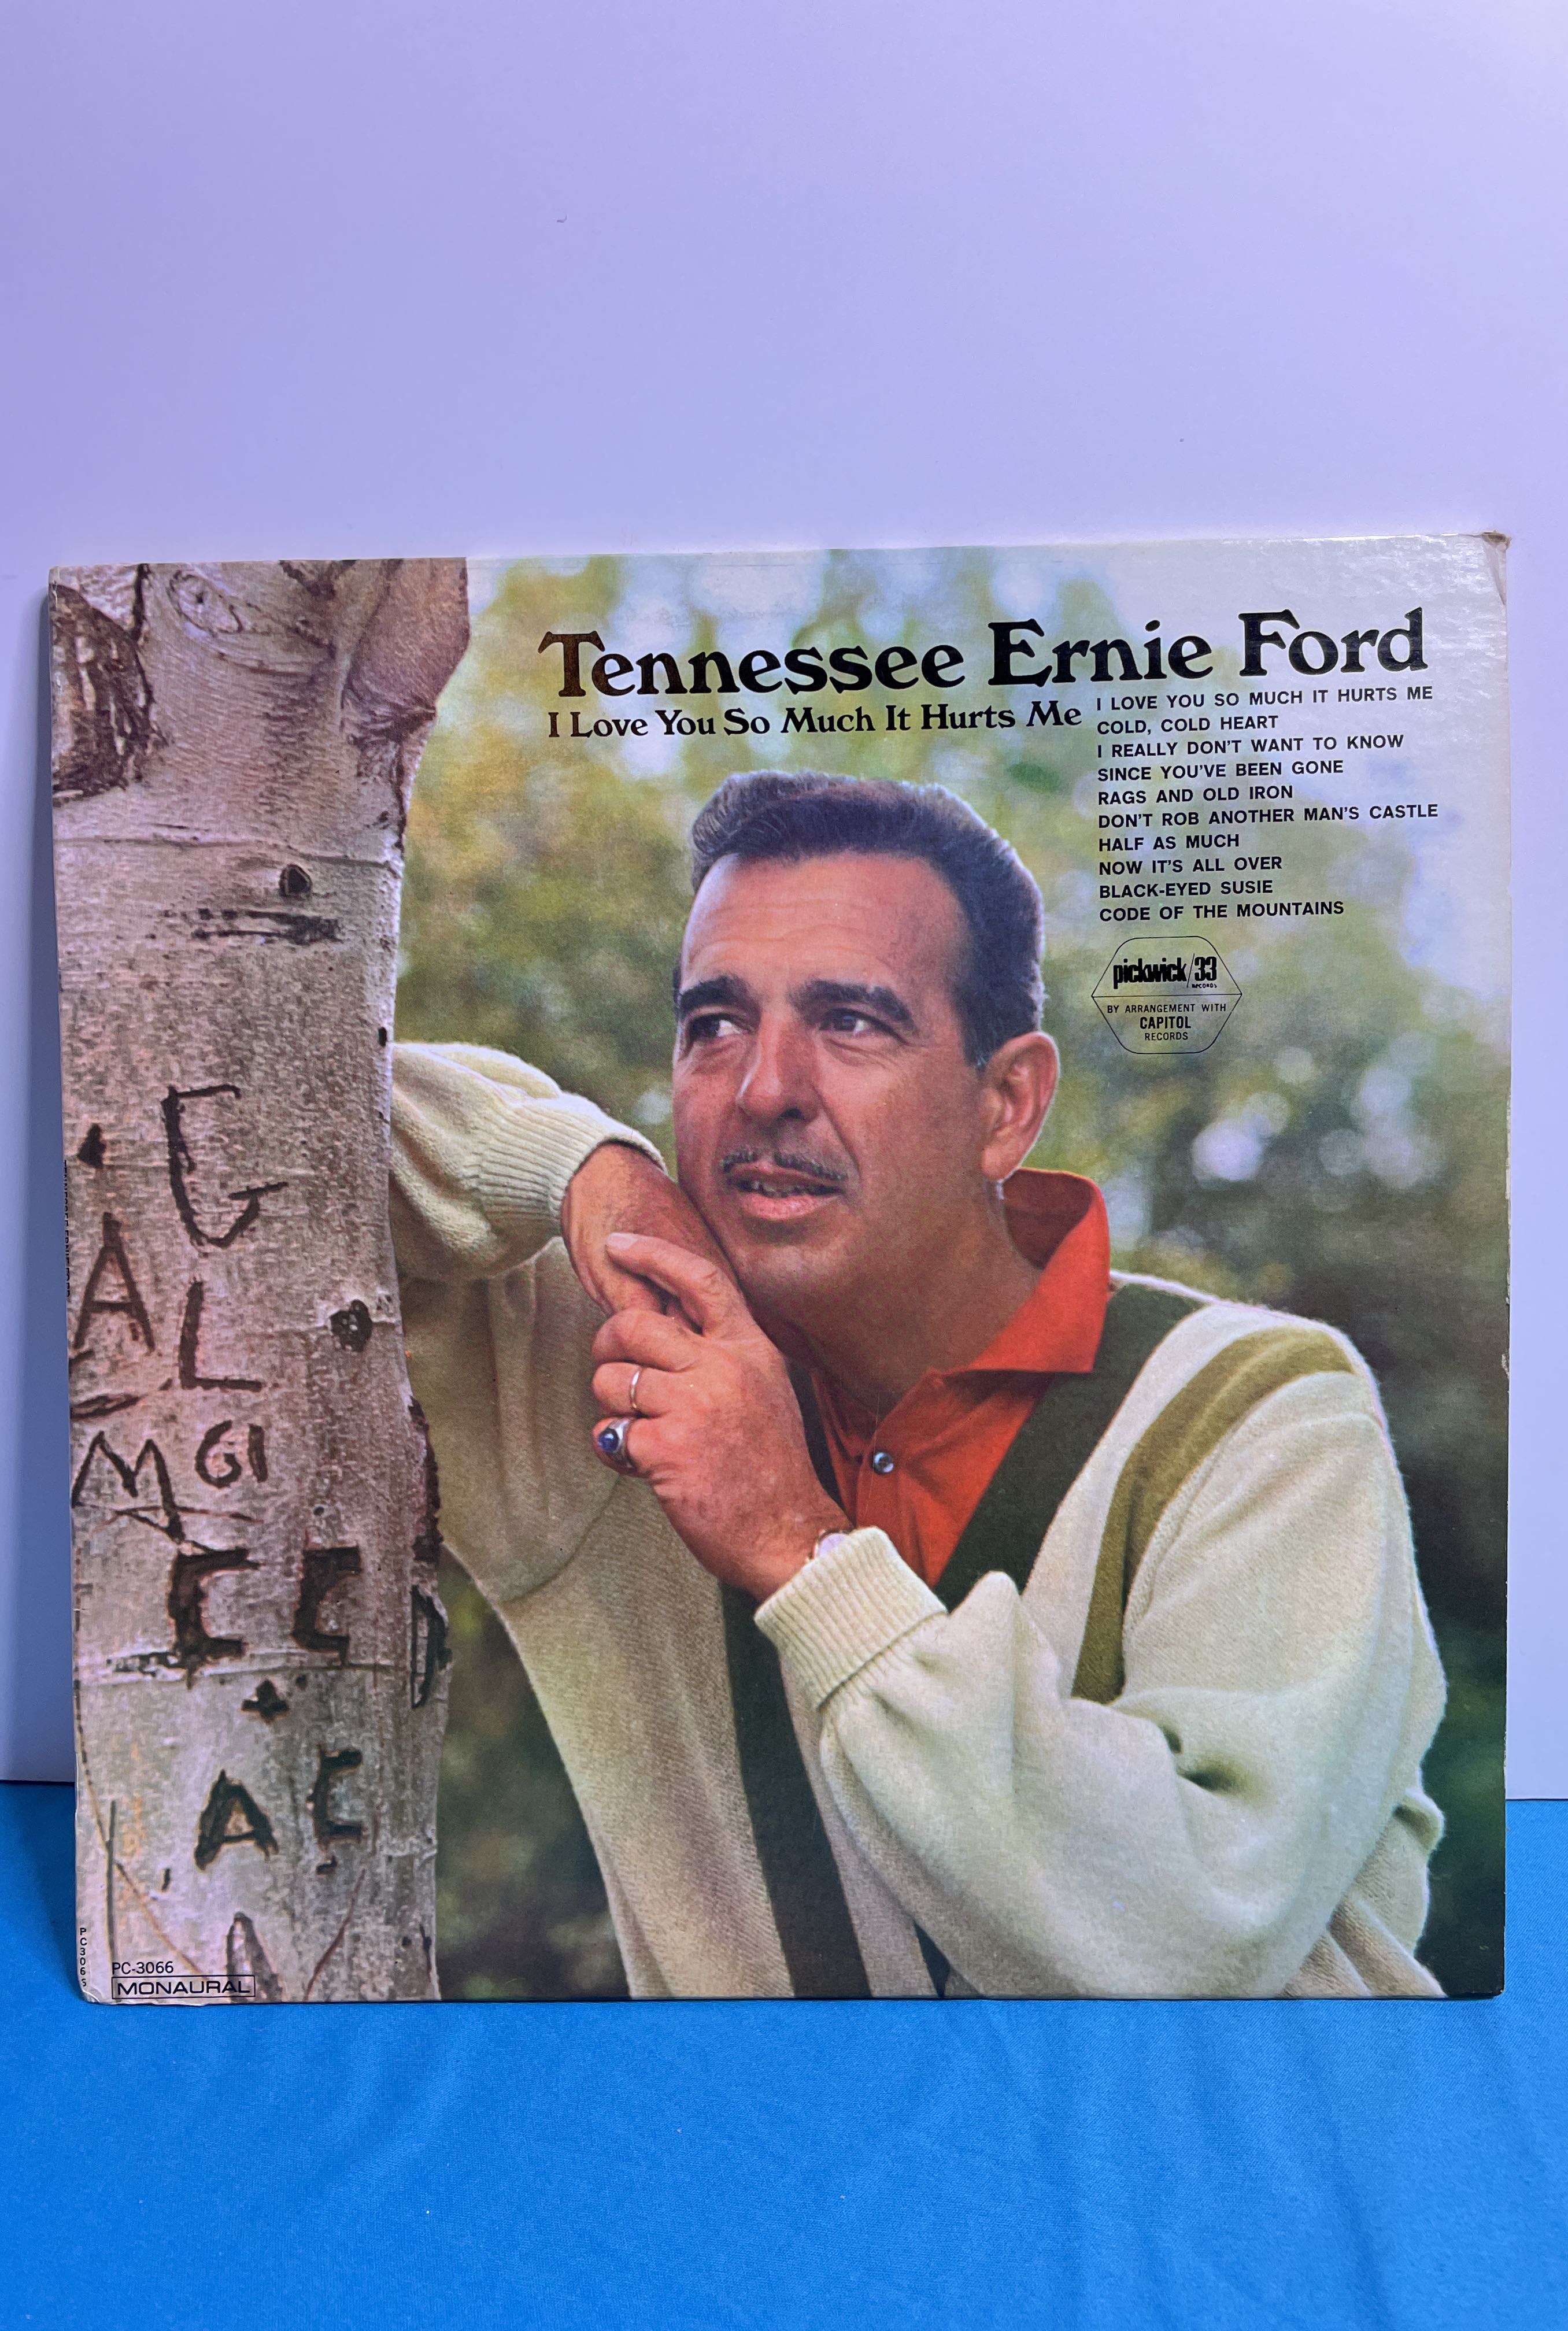 Tennessee Ernie Ford
I Love You So Much It Hurts Me
I LOVE YOU SO MUCH IT HURTS ME
COLD, COLD HEART
I REALLY DON'T WANT TO KNOW
SINCE YOU'VE BEEN GONE
RAGS AND OLD IRON
DON'T ROB ANOTHER MAN'S CASTLE
HALF AS MUCH
NOW IT'S ALL OVER
BLACK-EYED SUSIE
CODE OF THE MOUNTAINS
pickwick/33
RECORDS
BY ARRANGEMENT WITH
CAPITOL
RECORDS
G
A
L
M
GI
E
E
+
A
E
PC-3066
MONAURAL